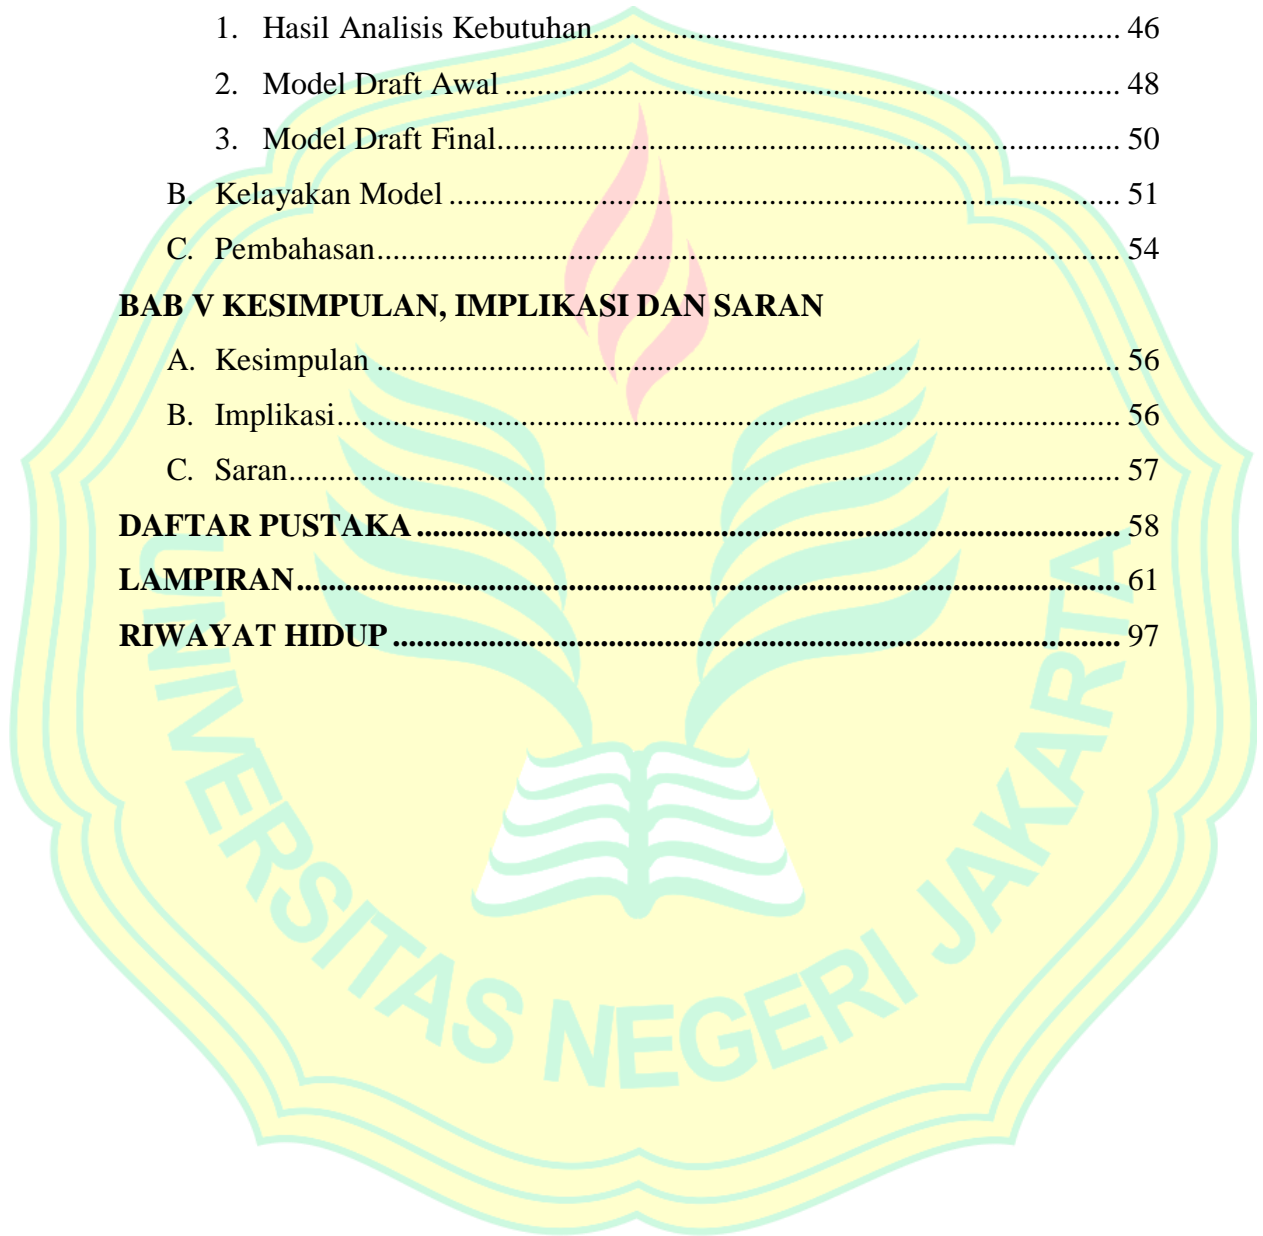 1. Hasil Analisis Kebutuhan.................................................................. 46
2. Model Draft Awal ............................................................................. 48
3. Model Draft Final.............................................................................. 50
B. Kelayakan Model .................................................................................... 51
C. Pembahasan............................................................................................. 54
BAB V KESIMPULAN, IMPLIKASI DAN SARAN
A. Kesimpulan ............................................................................................. 56
B. Implikasi.................................................................................................. 56
C. Saran........................................................................................................ 57
DAFTAR PUSTAKA ........................................................................................ 58
LAMPIRAN....................................................................................................... 61
RIWAYAT HIDUP ........................................................................................... 97
UNIVERSITAS NEGERI JAKARTA